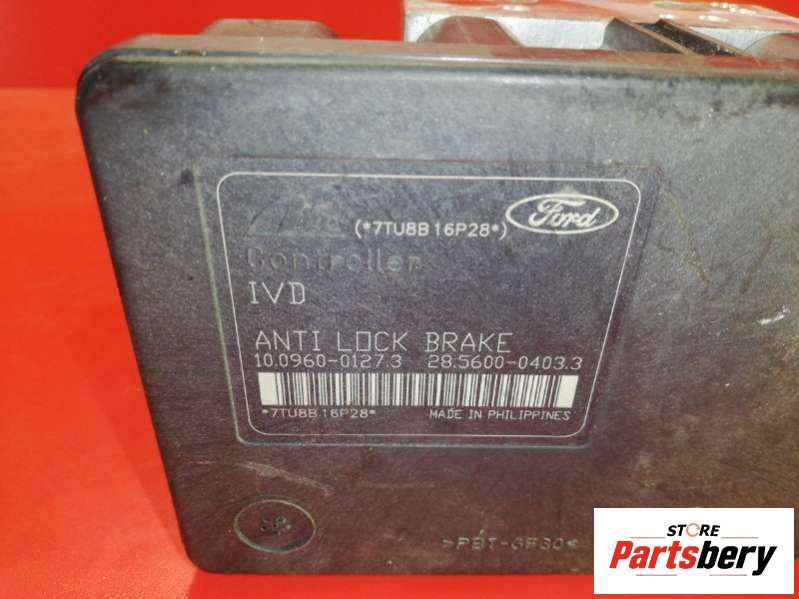 (*7TU8B16P28*) Ford
Controller
IVD
ANTI LOCK BRAKE
10.0960-0127.3 28.5600-0403.3
*7TU8B16P28* MADE IN PHILIPPINES
>PBT-GF30<
STORE
Partsbery